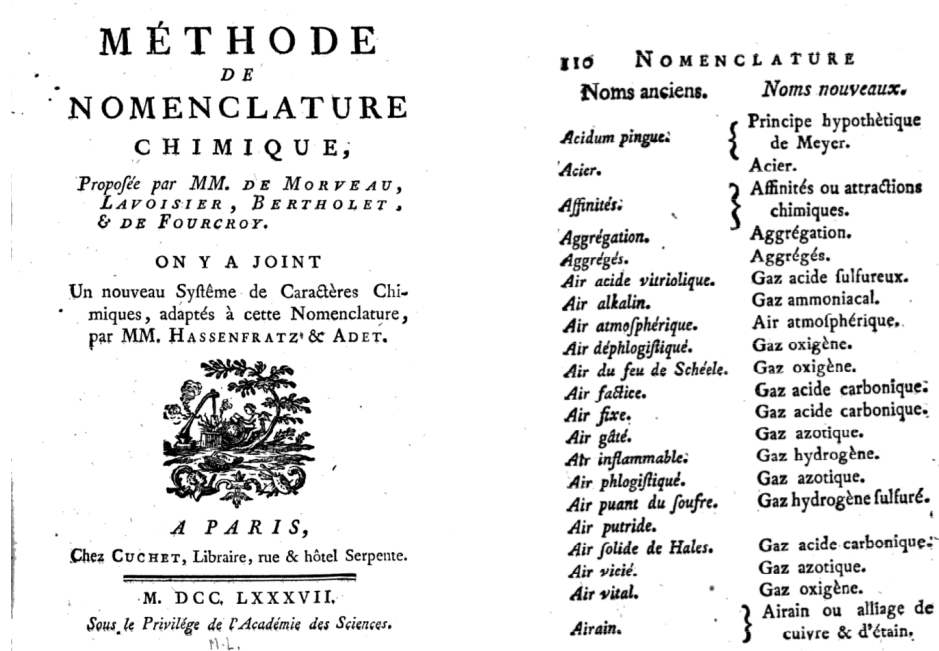 MÉTHODE
DE
NOMENCLATURE
CHIMIQUE,
Propoſée par MM. DE MORVEAU,
LAVOISIER, BERTHOLET,
& DE FOURCROY.
ON Y A JOINT
Un nouveau Syſtême de Caractères Chi-
miques, adaptés à cette Nomenclature,
par MM. HASSENFRATZ & ADET.
A PARIS,
Chez CUCHET, Libraire, rue & hôtel Serpente.
M. DCC. LXXXVII.
Sous le Privilége de l'Académie des Sciences.
M.L.
110 NOMENCLATURE
Noms anciens. Noms nouveaux.
Acidum pingue. Principe hypothètique
de Meyer.
Acier. Acier.
Affinités. Affinités ou attractions
chimiques.
Aggrégation. Aggrégation.
Aggrégés. Aggrégés.
Air acide vitriolique. Gaz acide ſulfureux.
Air alkalin. Gaz ammoniacal.
Air atmoſphérique. Air atmoſphérique.
Air déphlogiſtiqué. Gaz oxigène.
Air du feu de Schéele. Gaz oxigène.
Air factice. Gaz acide carbonique.
Air fixe. Gaz acide carbonique.
Air gâté. Gaz azotique.
Air inflammable. Gaz hydrogène.
Air phlogiſtiqué. Gaz azotique.
Air puant du ſoufre. Gaz hydrogène ſulfuré.
Air putride.
Air ſolide de Hales. Gaz acide carbonique.
Air vicié. Gaz azotique.
Air vital. Gaz oxigène.
Airain. Airain ou alliage de
cuivre & d'étain.